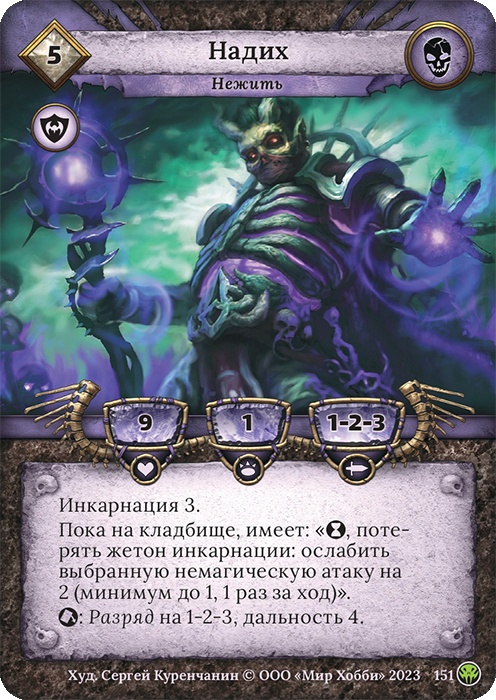 5
Надих
Нежить
9
1
1-2-3
Инкарнация 3.
Пока на кладбище, имеет: «, поте-
рять жетон инкарнации: ослабить
выбранную немагическую атаку на
2 (минимум до 1, 1 раз за ход)».
: Разряд на 1-2-3, дальность 4.
Худ. Сергей Куренчанин © ООО «Мир Хобби» 2023 151